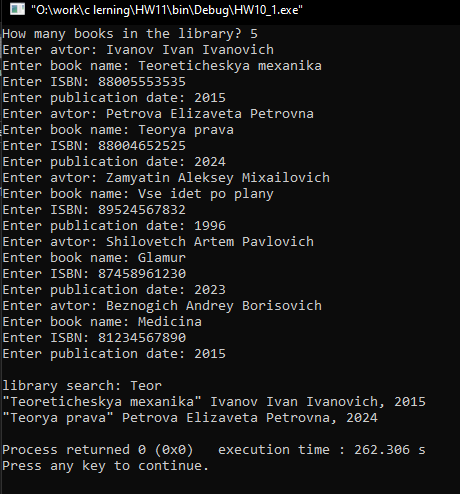 "O:\work\c lerning\HW11\bin\Debug\HW10_1.exe"
How many books in the library? 5
Enter avtor: Ivanov Ivan Ivanovich
Enter book name: Teoreticheskya mexanika
Enter ISBN: 88005553535
Enter publication date: 2015
Enter avtor: Petrova Elizaveta Petrovna
Enter book name: Teorya prava
Enter ISBN: 88004652525
Enter publication date: 2024
Enter avtor: Zamyatin Aleksey Mixailovich
Enter book name: Vse idet po plany
Enter ISBN: 89524567832
Enter publication date: 1996
Enter avtor: Shilovetch Artem Pavlovich
Enter book name: Glamur
Enter ISBN: 87458961230
Enter publication date: 2023
Enter avtor: Beznogich Andrey Borisovich
Enter book name: Medicina
Enter ISBN: 81234567890
Enter publication date: 2015
library search: Teor
"Teoreticheskya mexanika" Ivanov Ivan Ivanovich, 2015
"Teorya prava" Petrova Elizaveta Petrovna, 2024
Process returned 0 (0x0)   execution time : 262.306 s
Press any key to continue.